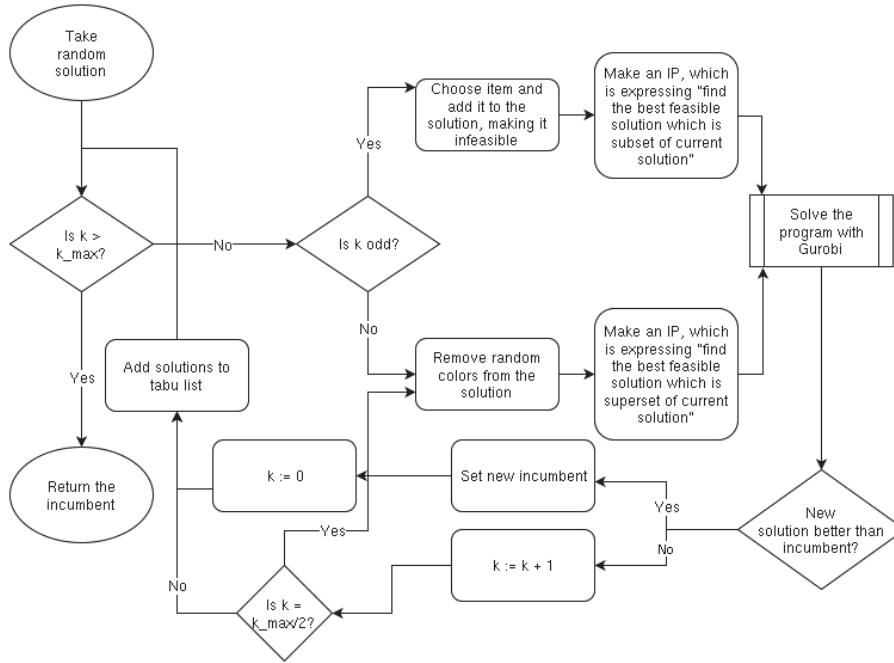 Take
random
solution
Choose item and
add it to the
solution, making it
infeasible
Make an IP, which
is expressing "find
the best feasible
solution which is
subset of current
solution"
Yes
Solve the
program with
Gurobi
Is k >
k_max?
No
Is k odd?
No
Yes
Add solutions to
tabu list
Remove random
colors from the
solution
Make an IP, which
is expressing "find
the best feasible
solution which is
superset of current
solution"
Return the
incumbent
k := 0
Set new incumbent
Yes
No
New
solution better than
incumbent?
Yes
No
Is k =
k_max/2?
k := k + 1